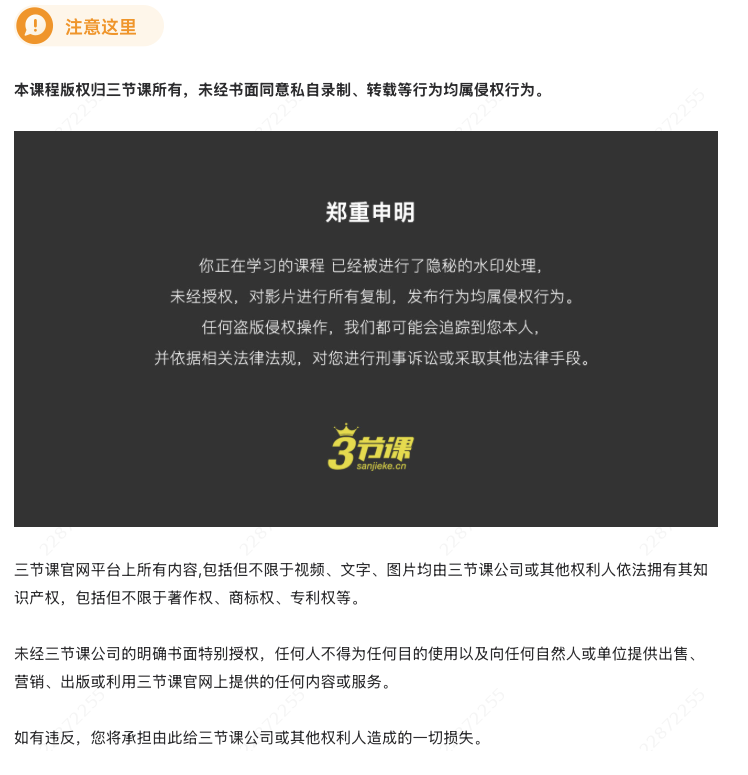 注意这里
本课程版权归三节课所有，未经书面同意私自录制、转载等行为均属侵权行为。
郑重申明
你正在学习的课程 已经被进行了隐秘的水印处理，
未经授权，对影片进行所有复制，发布行为均属侵权行为。
任何盗版侵权操作，我们都可能会追踪到您本人，
并依据相关法律法规，对您进行刑事诉讼或采取其他法律手段。
3节课
sanjieke.cn
三节课官网平台上所有内容,包括但不限于视频、文字、图片均由三节课公司或其他权利人依法拥有其知
识产权，包括但不限于著作权、商标权、专利权等。
未经三节课公司的明确书面特别授权，任何人不得为任何目的使用以及向任何自然人或单位提供出售、
营销、出版或利用三节课官网上提供的任何内容或服务。
如有违反，您将承担由此给三节课公司或其他权利人造成的一切损失。
22872255